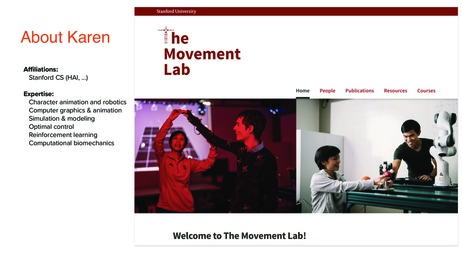 About Karen
Affiliations:
Stanford CS (HAI, ...)
Expertise:
Character animation and robotics
Computer graphics & animation
Simulation & modeling
Optimal control
Reinforcement learning
Computational biomechanics
Stanford University
The
Movement
Lab
Home People Publications Resources Courses
Welcome to The Movement Lab!